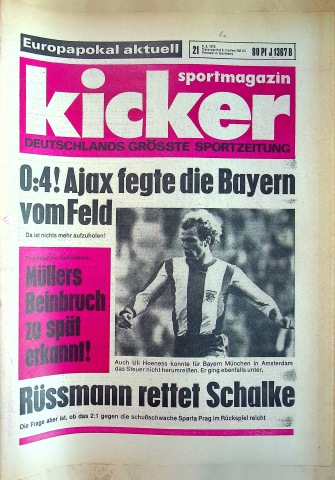 Europapokal aktuell
21
80 PI J 1367 B
sportmagazin
kicker
DEUTSCHLANDS GRÖSSTE SPORTZEITUNG
0:4! Ajax fegte die Bayern
vom Feld
Da ist nichts mehr aufzuholen!
Müllers
Beinbruch
zu spät
erkannt!
Auch Uli Hoeness konnte für Bayern München in Amsterdam
das Steuer nicht herumreißen. Er ging ebenfalls unter.
Rüssmann rettet Schalke
Die Frage aber ist, ob das 2:1 gegen die schußschwache Sparta Prag im Rückspiel reicht